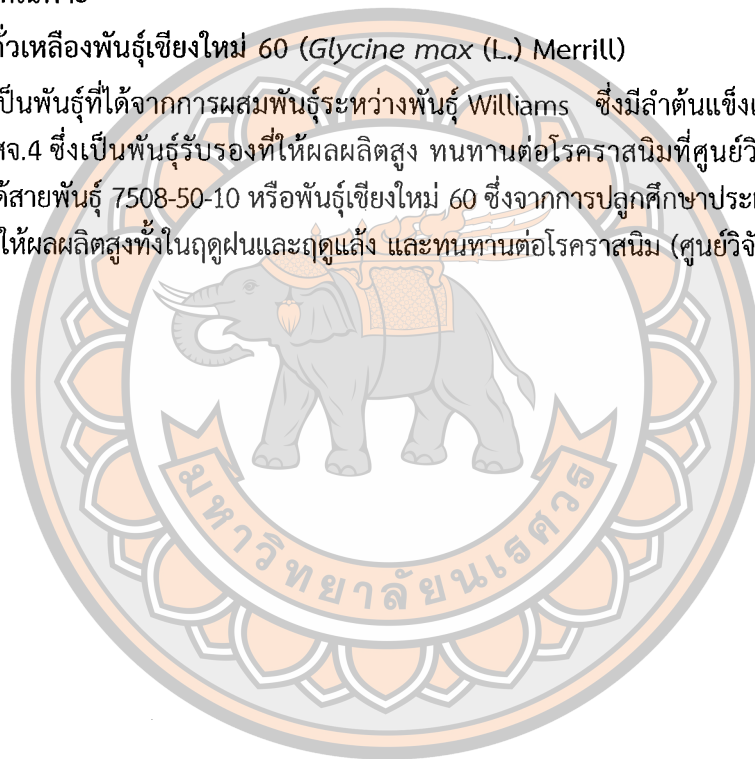 ถั่วเหลืองพันธุ์เชียงใหม่ 60 (Glycine max (L.) Merrill)
เป็นพันธุ์ที่ได้จากการผสมพันธุ์ระหว่างพันธุ์ Williams ซึ่งมีลำต้นแข็ง
สจ.4 ซึ่งเป็นพันธุ์รับรองที่ให้ผลผลิตสูง ทนทานต่อโรคราสนิมที่ศูนย์วิ
ได้สายพันธุ์ 7508-50-10 หรือพันธุ์เชียงใหม่ 60 ซึ่งจากการปลูกศึกษาประ
ให้ผลผลิตสูงทั้งในฤดูฝนและฤดูแล้ง และทนทานต่อโรคราสนิม (ศูนย์วิจั
มหาวิทยาลัยนเรศวร